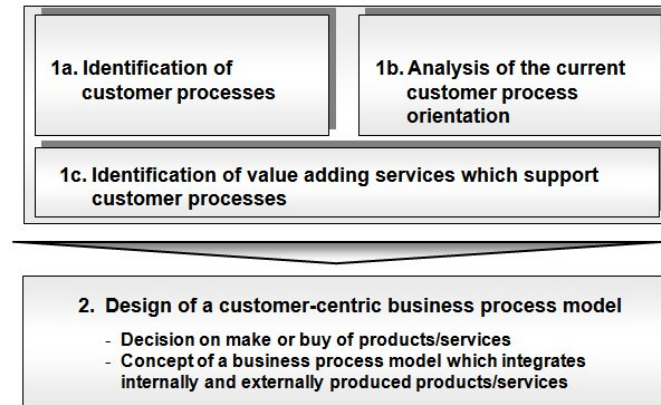 1a. Identification of
customer processes
1b. Analysis of the current
customer process
orientation
1c. Identification of value adding services which support
customer processes
2. Design of a customer-centric business process model
- Decision on make or buy of products/services
- Concept of a business process model which integrates
internally and externally produced products/services